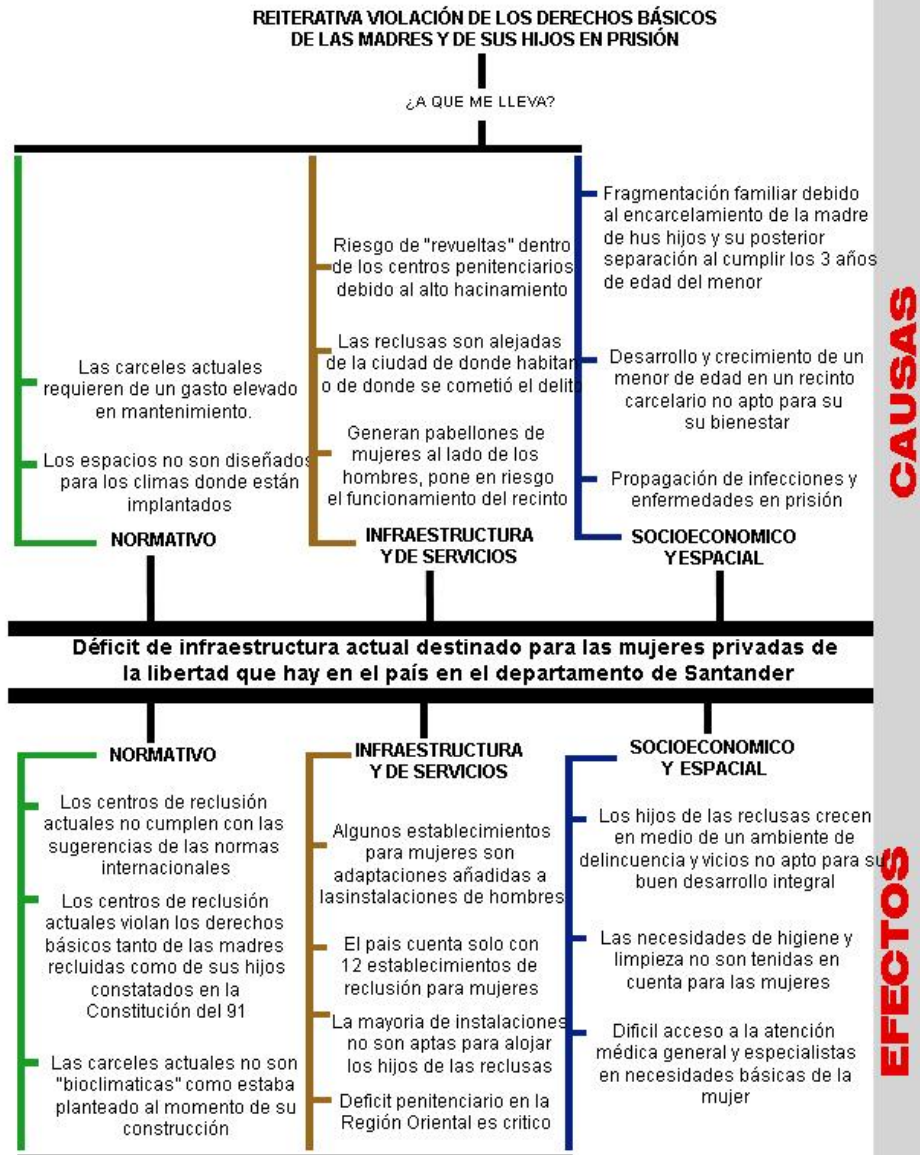 REITERATIVA VIOLACIÓN DE LOS DERECHOS BÁSICOS
DE LAS MADRES Y DE SUS HIJOS EN PRISIÓN
¿A QUE ME LLEVA?
Las carceles actuales
requieren de un gasto elevado
en mantenimiento.
Los espacios no son diseñados
para los climas donde están
implantados
NORMATIVO
Riesgo de "revueltas" dentro
de los centros penitenciarios
debido al alto hacinamiento
Las reclusas son alejadas
de la ciudad de donde habitan
o de donde se cometió el delito
Generan pabellones de
mujeres al lado de los
hombres, pone en riesgo
el funcionamiento del recinto
INFRAESTRUCTURA
Y DE SERVICIOS
Fragmentación familiar debido
al encarcelamiento de la madre
de hus hijos y su posterior
separación al cumplir los 3 años
de edad del menor
Desarrollo y crecimiento de un
menor de edad en un recinto
carcelario no apto para su
su bienestar
Propagación de infecciones y
enfermedades en prisión
SOCIOECONOMICO
Y ESPACIAL
CAUSAS
Déficit de infraestructura actual destinado para las mujeres privadas de
la libertad que hay en el país en el departamento de Santander
NORMATIVO
Los centros de reclusión
actuales no cumplen con las
sugerencias de las normas
internacionales
Los centros de reclusión
actuales violan los derechos
básicos tanto de las madres
recluidas como de sus hijos
constatados en la
Constitución del 91
Las carceles actuales no son
"bioclimaticas" como estaba
planteado al momento de su
construcción
INFRAESTRUCTURA
Y DE SERVICIOS
Algunos establecimientos
para mujeres son
adaptaciones añadidas a
lasinstalaciones de hombres
El pais cuenta solo con
12 establecimientos de
reclusión para mujeres
La mayoria de instalaciones
no son aptas para alojar
los hijos de las reclusas
Deficit penitenciario en la
Región Oriental es critico
SOCIOECONOMICO
Y ESPACIAL
Los hijos de las reclusas crecen
en medio de un ambiente de
delincuencia y vicios no apto para su
buen desarrollo integral
Las necesidades de higiene y
limpieza no son tenidas en
cuenta para las mujeres
Dificil acceso a la atención
médica general y especialistas
en necesidades básicas de la
mujer
EFECTOS